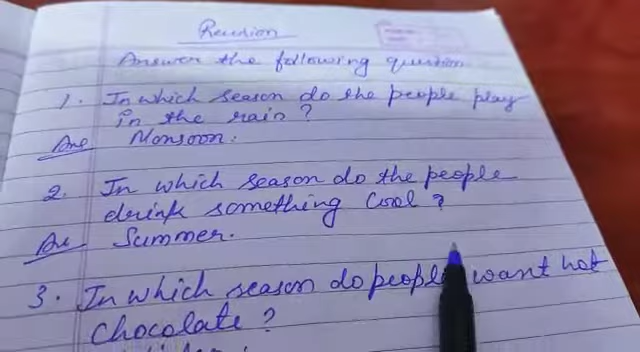 Revision
Answer the following question
1. In which season do the people play
in the rain?
Ans Monsoon.
2. In which season do the people
drink something Cool?
An Summer.
3. In which season do people want hot
chocolate?